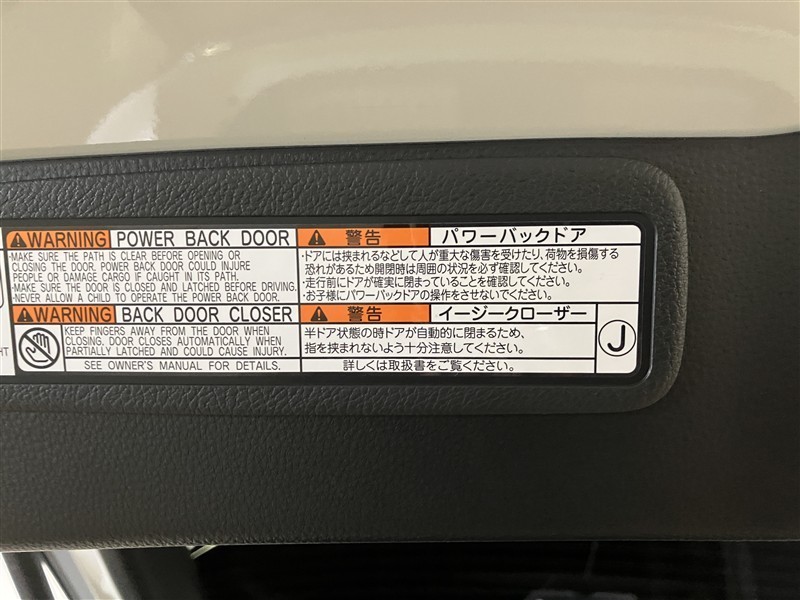 WARNING POWER BACK DOOR
・MAKE SURE THE PATH IS CLEAR BEFORE OPENING OR
CLOSING THE DOOR. POWER BACK DOOR COULD INJURE
PEOPLE OR DAMAGE CARGO IF CAUGHT IN ITS PATH.
・MAKE SURE THE DOOR IS CLOSED AND LATCHED BEFORE DRIVING.
・NEVER ALLOW A CHILD TO OPERATE THE POWER BACK DOOR.
警告 パワーバックドア
・ドアには挟まれるなどして人が重大な傷害を受けたり、荷物を損傷する
恐れがあるため開閉時は周囲の状況を必ず確認してください。
・走行前にドアが確実に閉まっていることを確認してください。
・お子様にパワーバックドアの操作をさせないでください。
WARNING BACK DOOR CLOSER
KEEP FINGERS AWAY FROM THE DOOR WHEN
CLOSING. DOOR CLOSES AUTOMATICALLY WHEN
PARTIALLY LATCHED AND COULD CAUSE INJURY.
SEE OWNER'S MANUAL FOR DETAILS.
警告 イージークローザー
半ドア状態の時ドアが自動的に閉まるため、
指を挟まれないよう十分注意してください。
詳しくは取扱書をご覧ください。
J
HT